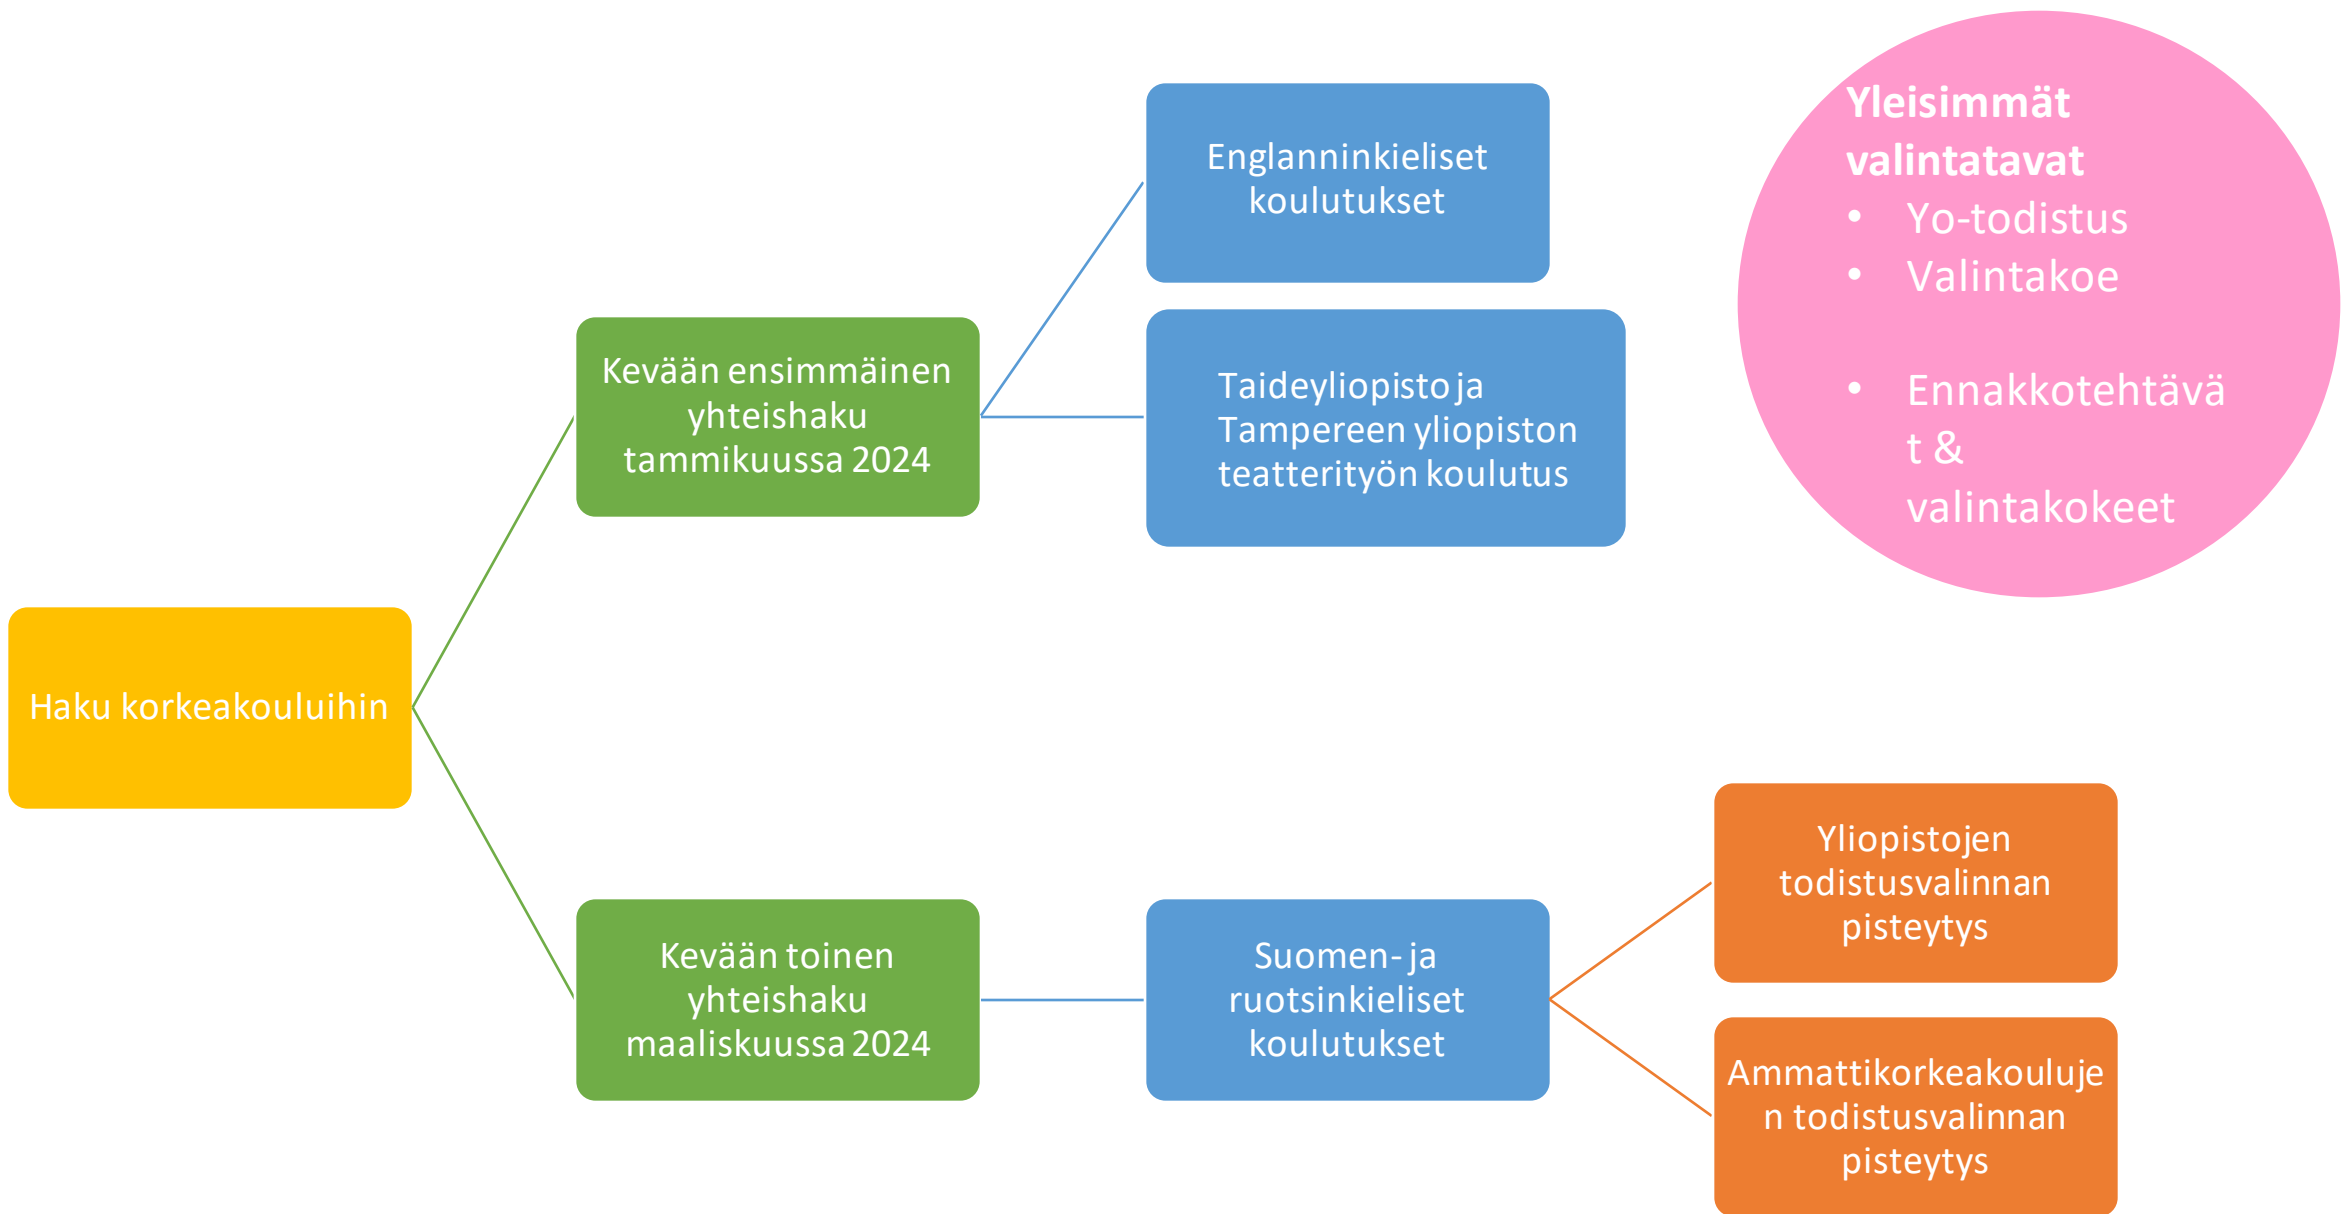 Haku korkeakouluihin
Kevään ensimmäinen
yhteishaku
tammikuussa 2024
Englanninkieliset
koulutukset
Taideyliopisto ja
Tampereen yliopiston
teatterityön koulutus
Kevään toinen
yhteishaku
maaliskuussa 2024
Suomen- ja
ruotsinkieliset
koulutukset
Yliopistojen
todistusvalinnan
pisteytys
Ammattikorkeakouluje
n todistusvalinnan
pisteytys
Yleisimmät
valintatavat
• Yo-todistus
• Valintakoe
• Ennakkotehtävä
t &
valintakokeet